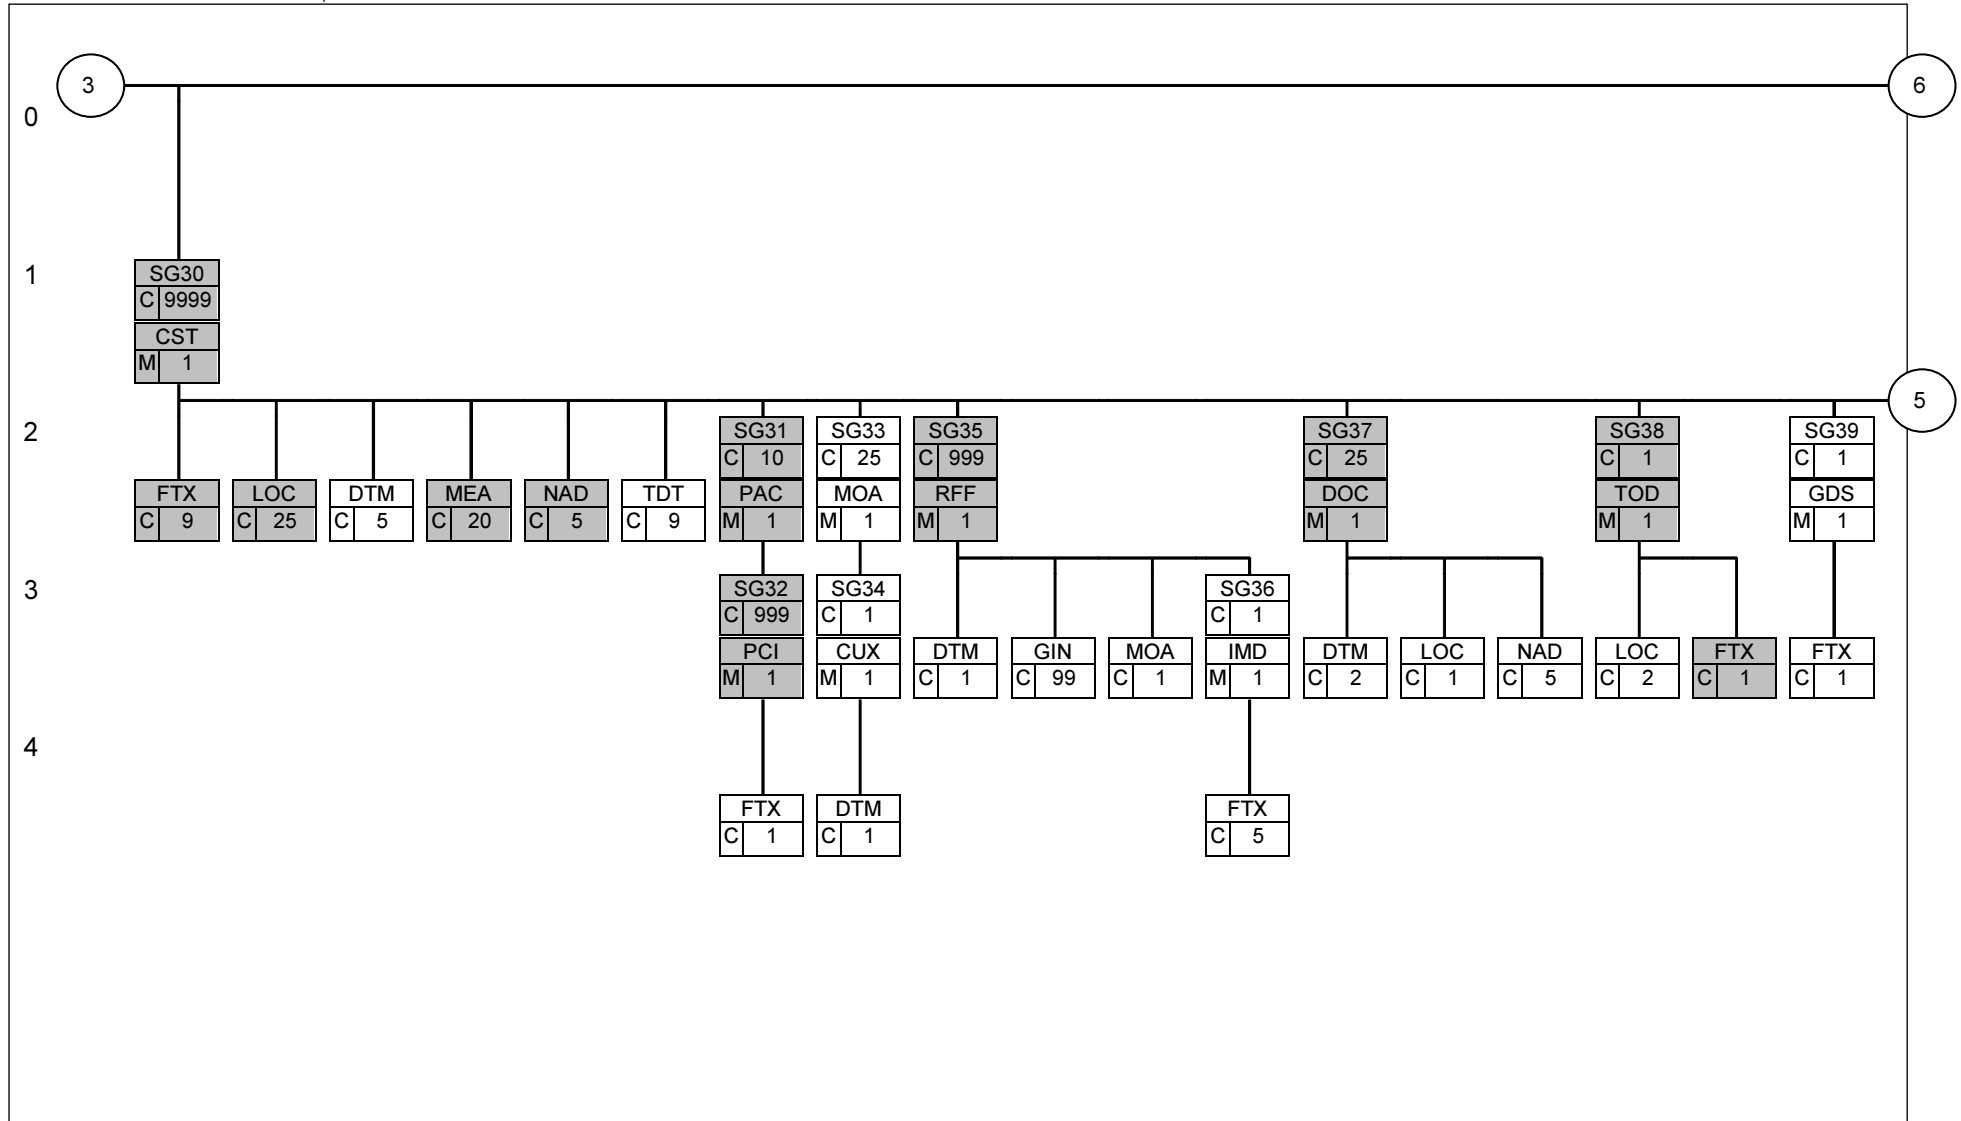 3 6
0
1
SG30
C 9999
CST
M 1
5
2
SG31 SG33 SG35 SG37 SG38 SG39
C 10 C 25 C 999 C 25 C 1 C 1
FTX LOC DTM MEA NAD TDT PAC MOA RFF DOC TOD GDS
C 9 C 25 C 5 C 20 C 5 C 9 M 1 M 1 M 1 M 1 M 1 M 1
3
SG32 SG34 SG36
C 999 C 1 C 1
PCI CUX DTM GIN MOA IMD DTM LOC NAD LOC FTX FTX
M 1 M 1 C 1 C 99 C 1 M 1 C 2 C 1 C 5 C 2 C 1 C 1
4
FTX DTM FTX
C 1 C 1 C 5